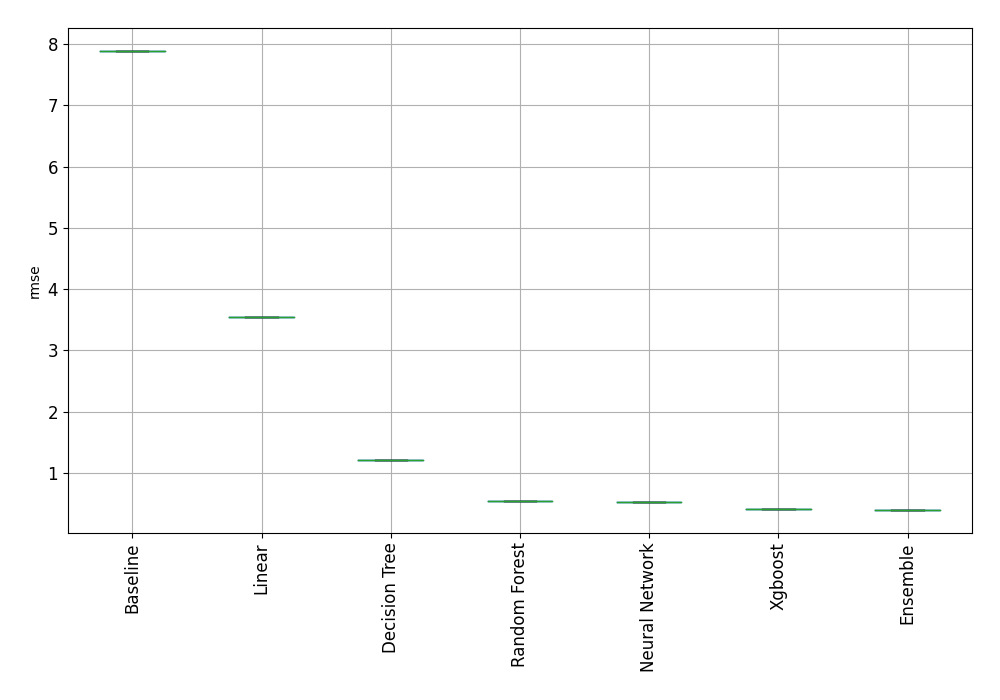 8
7
6
5
4
3
2
1
rmse
Baseline
Linear
Decision Tree
Random Forest
Neural Network
Xgboost
Ensemble